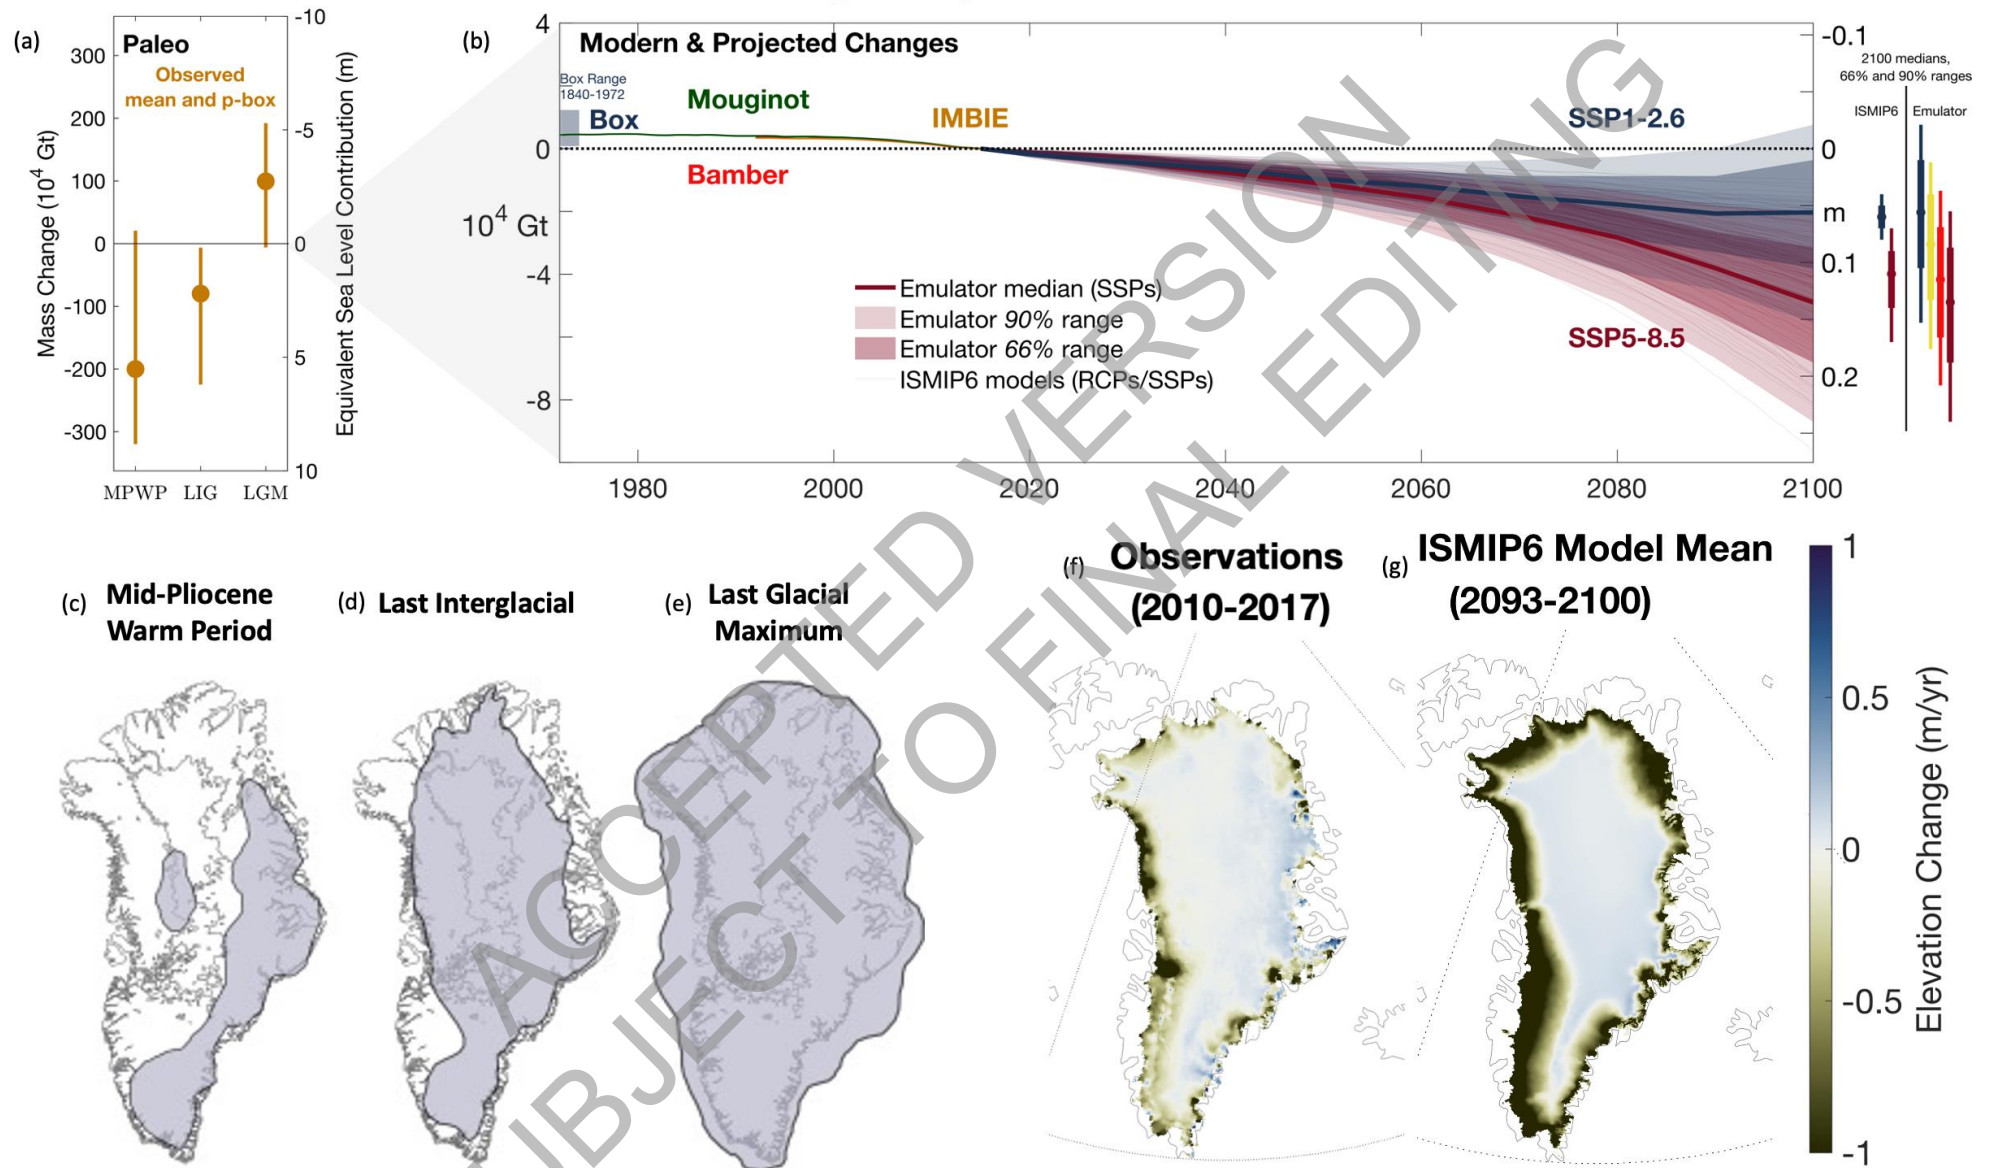 (a)
Paleo
Observed
mean and p-box
Mass Change (10⁴ Gt)
300
200
100
0
-100
-200
-300
-10
-5
0
5
10
Equivalent Sea Level Contribution (m)
MPWP LIG LGM
(b)
Modern & Projected Changes
4
0
10⁴ Gt
-4
-8
Box Range
1840-1972
Box
Mouginot
IMBIE
Bamber
SSP1-2.6
SSP5-8.5
Emulator median (SSPs)
Emulator 90% range
Emulator 66% range
ISMIP6 models (RCPs/SSPs)
1980 2000 2020 2040 2060 2080 2100
-0.1
0
m
0.1
0.2
2100 medians,
66% and 90% ranges
ISMIP6 Emulator
(c) Mid-Pliocene
Warm Period
(d) Last Interglacial
(e) Last Glacial
Maximum
(f) Observations
(2010-2017)
(g) ISMIP6 Model Mean
(2093-2100)
1
0.5
0
-0.5
-1
Elevation Change (m/yr)
ACCEPTED VERSION
UBJECT TO FINAL EDITING